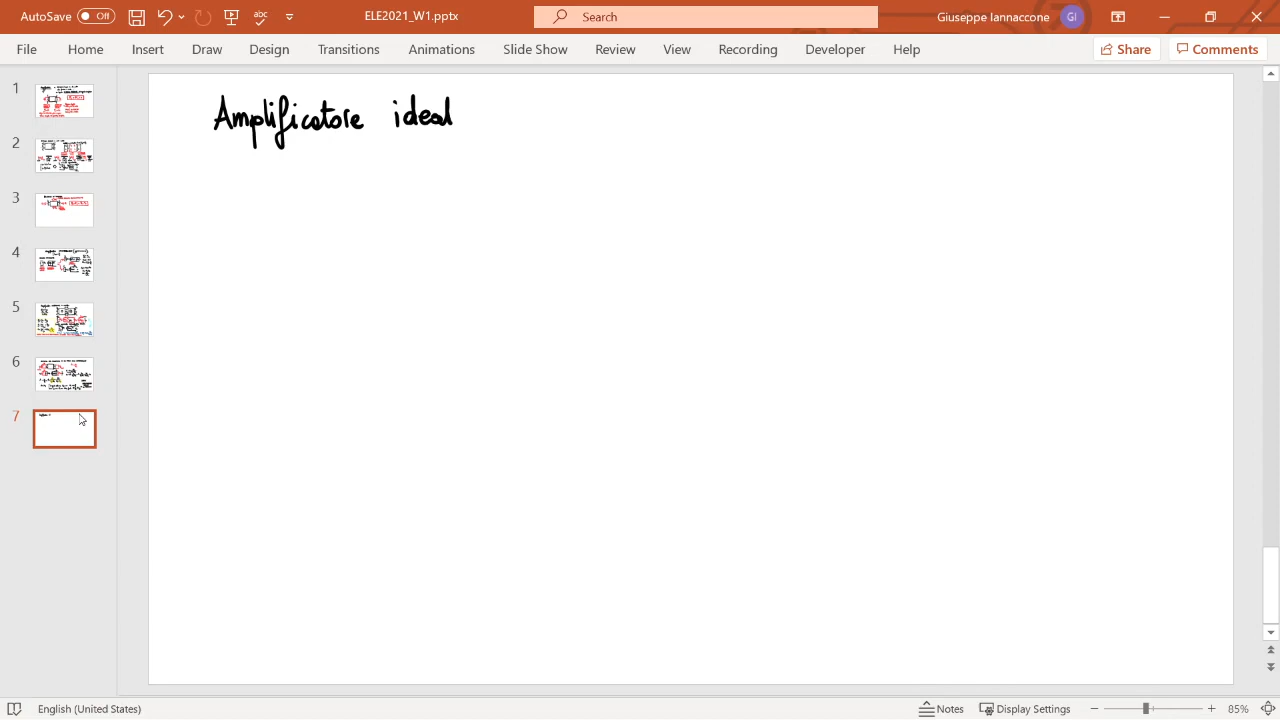 AutoSave Off ELE2021_W1.pptx Search Giuseppe Iannaccone GI
File Home Insert Draw Design Transitions Animations Slide Show Review View Recording Developer Help Share Comments
1
2
3
4
5
6
7
Amplificatore ideal
English (United States) Notes Display Settings 85%